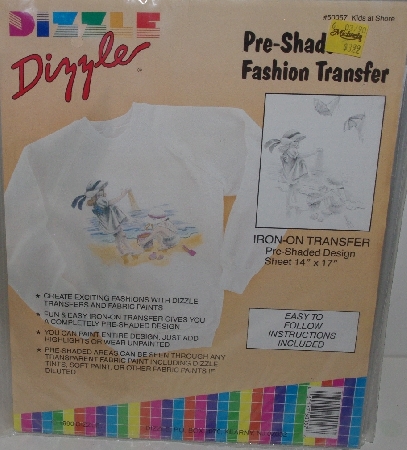 DIZZLE
#50057 Kids at Shore
Dizzle®
Michaels
$1.99
Pre-Shad
Fashion Transfer
IRON-ON TRANSFER
Pre-Shaded Design
Sheet 14" x 17"
★ CREATE EXCITING FASHIONS WITH DIZZLE
TRANSFERS AND FABRIC PAINTS
★ FUN & EASY IRON-ON TRANSFER GIVES YOU
A COMPLETELY PRE-SHADED DESIGN
★ YOU CAN PAINT ENTIRE DESIGN, JUST ADD
HIGHLIGHTS OR WEAR UNPAINTED
★ PRE-SHADED AREAS CAN BE SEEN THROUGH ANY
TRANSPARENT FABRIC PAINT INCLUDING DIZZLE
TINTS, SOFT PAINT, OR OTHER FABRIC PAINTS IF
DILUTED
EASY TO
FOLLOW
INSTRUCTIONS
INCLUDED